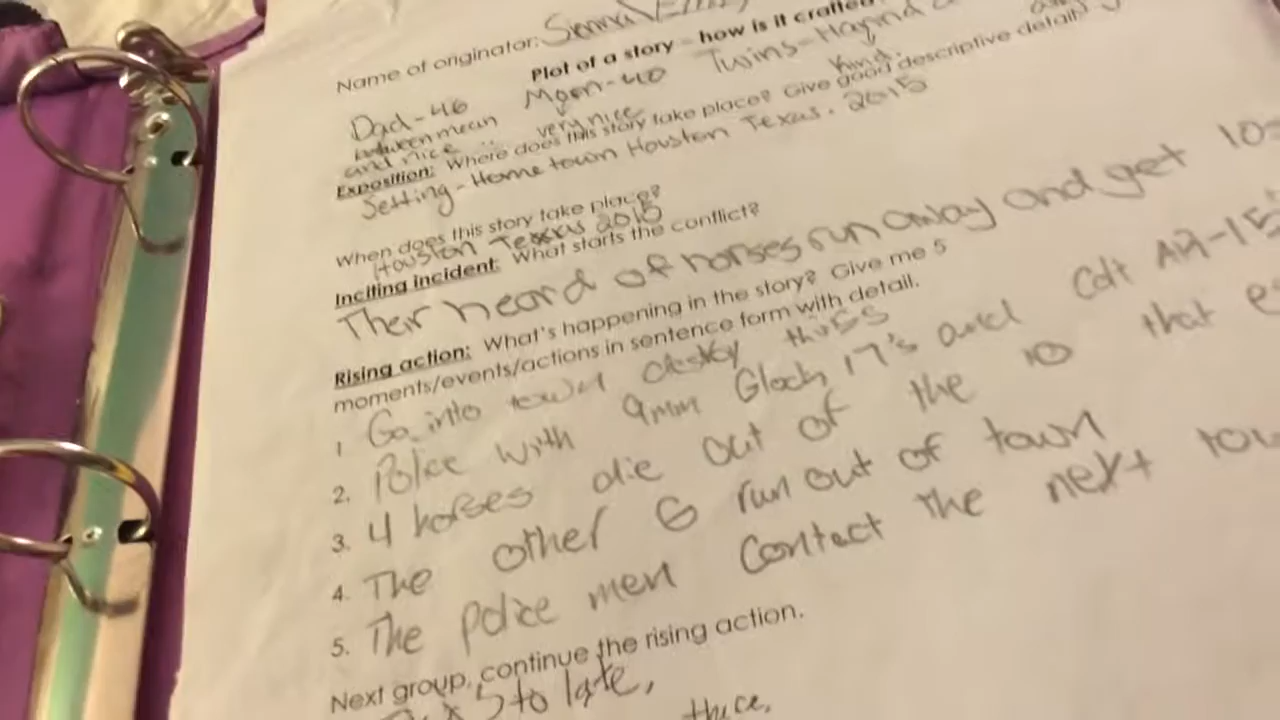 Name of originator: Sienna
Plot of a story - how is it crafted
Dad-46 Mom-40 Twins-
between mean very nice Kind.
and nice
Exposition: Where does this story take place? Give good descriptive detail
Setting - Home town Houston Texas. 2015
When does this story take place?
Houston Texas 2015
Inciting incident: What starts the conflict?
Their heard of horses run away and get
Rising action: What's happening in the story? Give me 5
moments/events/actions in sentence form with detail.
1. Go into town
2. Police with 9mm Glock 17's and Colt AR-15
3. 4 horses die out of the 10 that
4. The other 6 run out of town
5. The police men contact the next
Next group, continue the rising action.
to late,